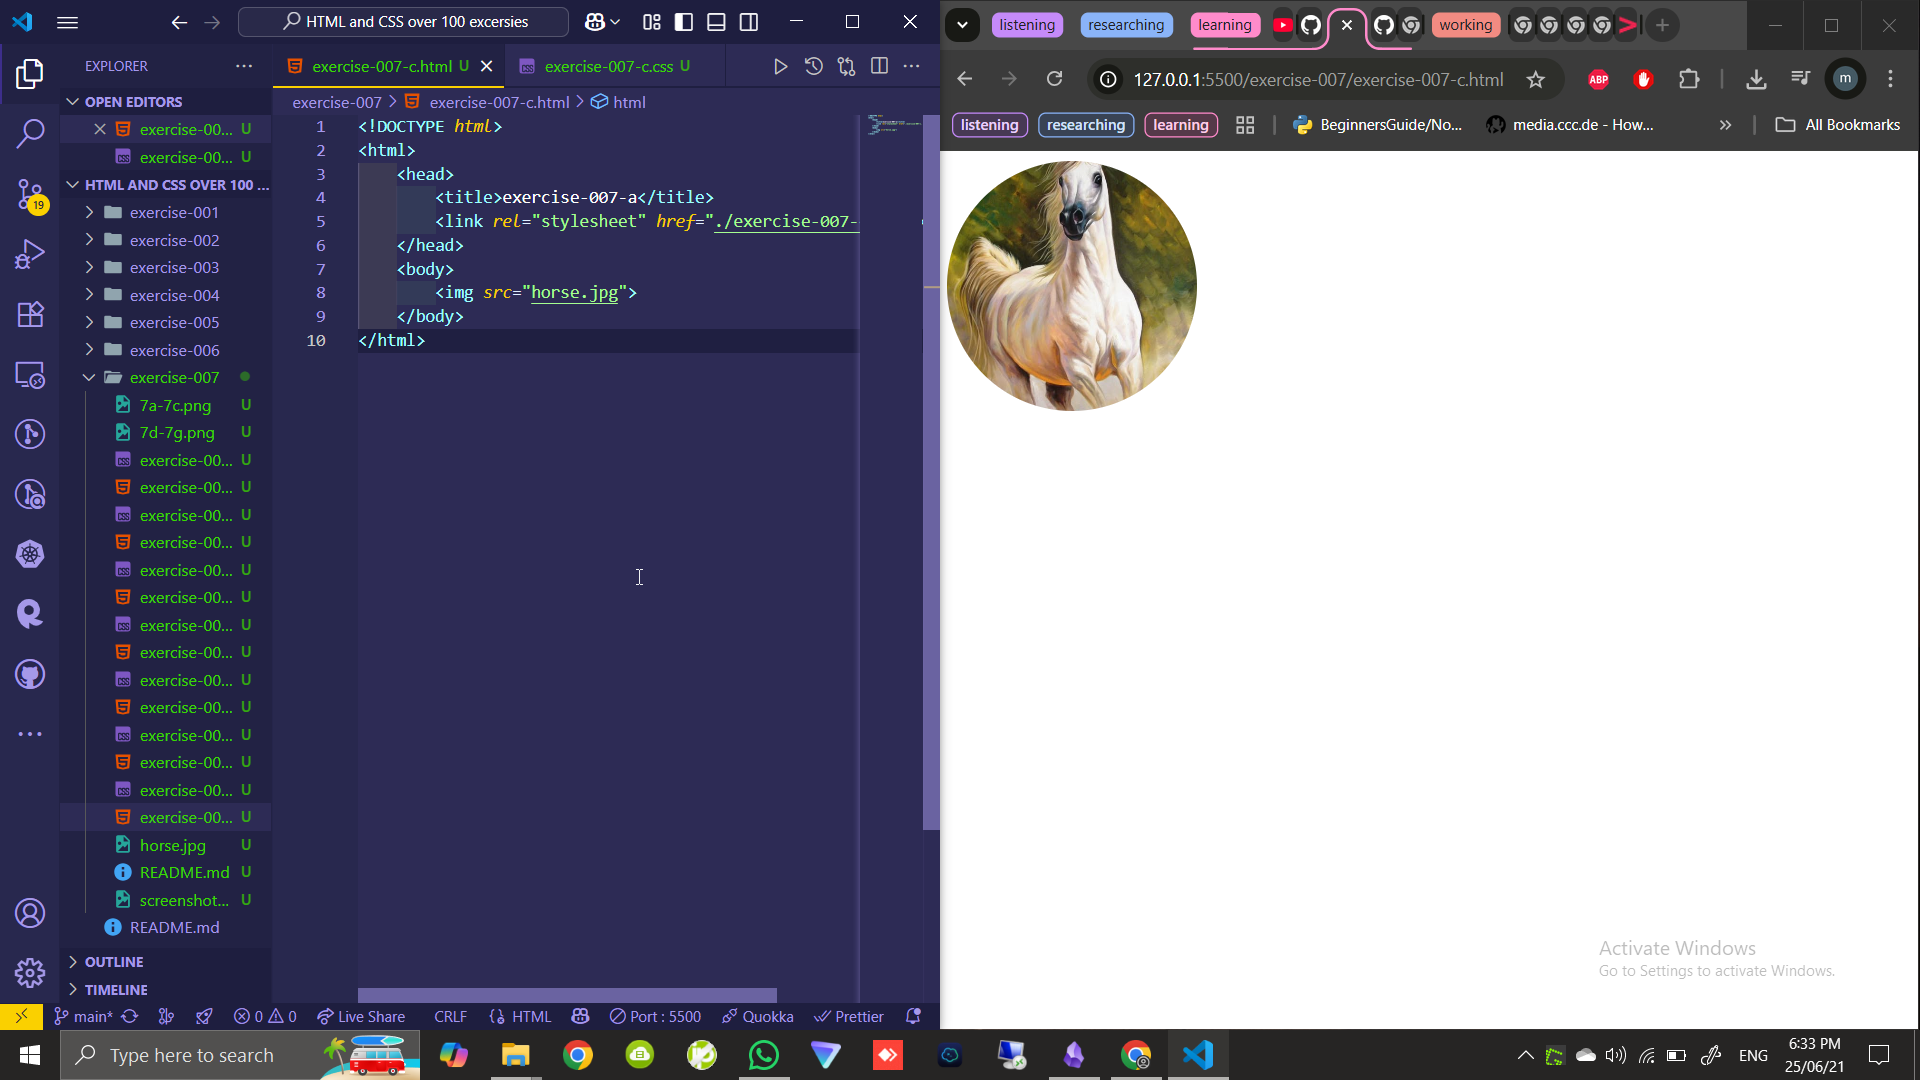 HTML and CSS over 100 excersies
EXPLORER
OPEN EDITORS
exercise-00... U
exercise-00... U
HTML AND CSS OVER 100 ...
exercise-001
exercise-002
exercise-003
exercise-004
exercise-005
exercise-006
exercise-007
7a-7c.png U
7d-7g.png U
exercise-00... U
exercise-00... U
exercise-00... U
exercise-00... U
exercise-00... U
exercise-00... U
exercise-00... U
exercise-00... U
exercise-00... U
exercise-00... U
exercise-00... U
exercise-00... U
exercise-00... U
exercise-00... U
horse.jpg U
README.md U
screenshot... U
README.md
OUTLINE
TIMELINE
19
exercise-007-c.html U
exercise-007-c.css U
exercise-007 > exercise-007-c.html > html
1 <!DOCTYPE html>
2 <html>
3 <head>
4 <title>exercise-007-a</title>
5 <link rel="stylesheet" href="./exercise-007-
6 </head>
7 <body>
8 <img src="horse.jpg">
9 </body>
10 </html>
main* 0 0 Live Share CRLF HTML Port : 5500 Quokka Prettier
listening researching learning working
127.0.0.1:5500/exercise-007/exercise-007-c.html
ABP
m
listening researching learning BeginnersGuide/No... media.ccc.de - How... » All Bookmarks
Activate Windows
Go to Settings to activate Windows.
Type here to search
ENG
6:33 PM
25/06/21